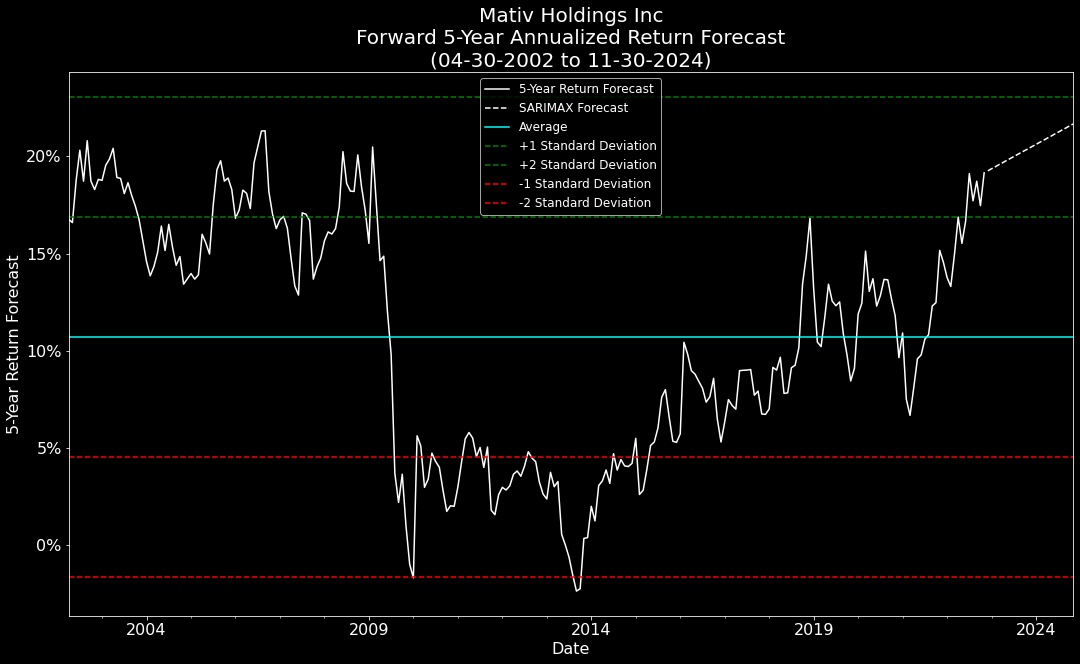 Mativ Holdings Inc
Forward 5-Year Annualized Return Forecast
(04-30-2002 to 11-30-2024)
5-Year Return Forecast
SARIMAX Forecast
Average
+1 Standard Deviation
+2 Standard Deviation
-1 Standard Deviation
-2 Standard Deviation
5-Year Return Forecast
20%
15%
10%
5%
0%
2004
2009
2014
2019
2024
Date